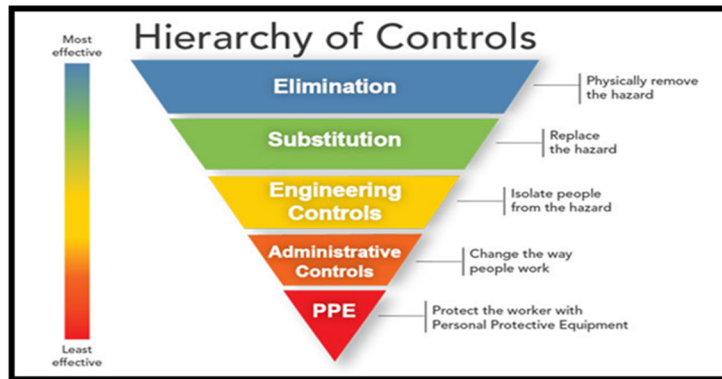 Hierarchy of Controls
Most
effective
Elimination
Physically remove
the hazard
Substitution
Replace
the hazard
Engineering
Controls
Isolate people
from the hazard
Administrative
Controls
Change the way
people work
PPE
Protect the worker with
Personal Protective Equipment
Least
effective